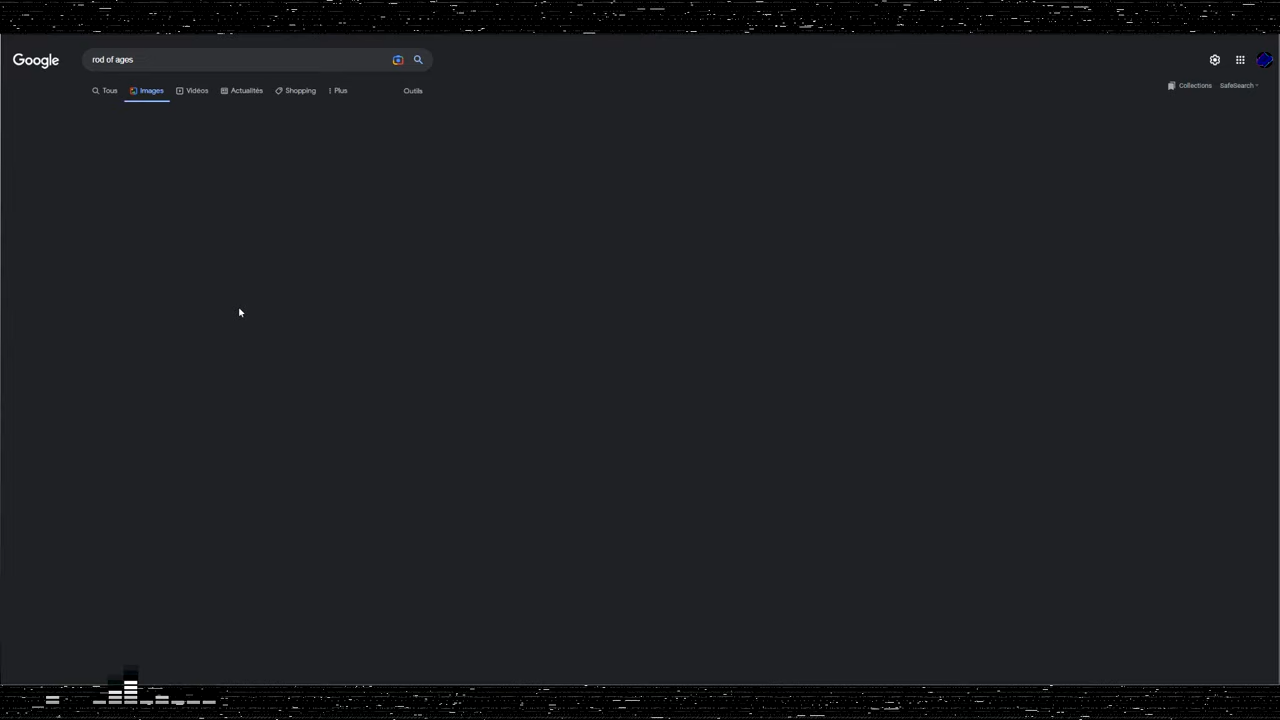 Google
rod of ages
Tous Images Vidéos Actualités Shopping Plus Outils
Collections SafeSearch